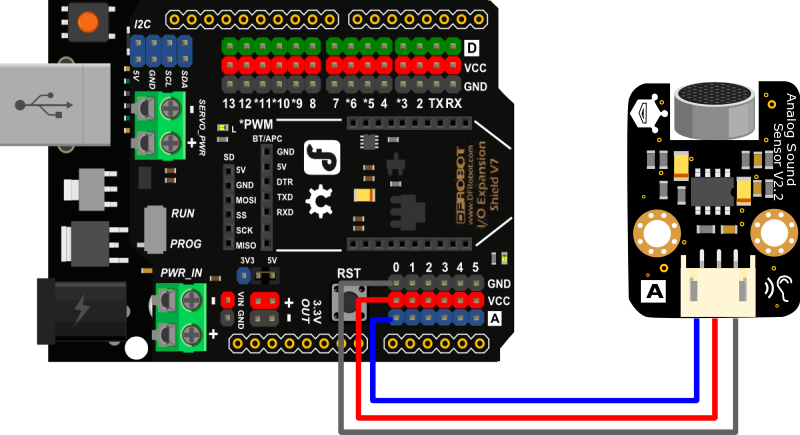 I2C
5V
GND
SCL
SDA
D
VCC
GND
13 12 *11 *10 *9 8 7 *6 *5 4 *3 2 TX RX
SERVO_PWR
-
+
L
*PWM
BT/APC
GND
5V
DTR
TXD
RXD
SD
5V
GND
MOSI
SS
SCK
MISO
DFROBOT
WWW.DFRobot.com
I/O Expansion
Shield V7
RUN
PROG
PWR_IN
-
+
3V3 5V
VIN
GND
+
-
3.3V
OUT
RST
0 1 2 3 4 5
GND
VCC
A
Analog Sound
Sensor V2.2
A